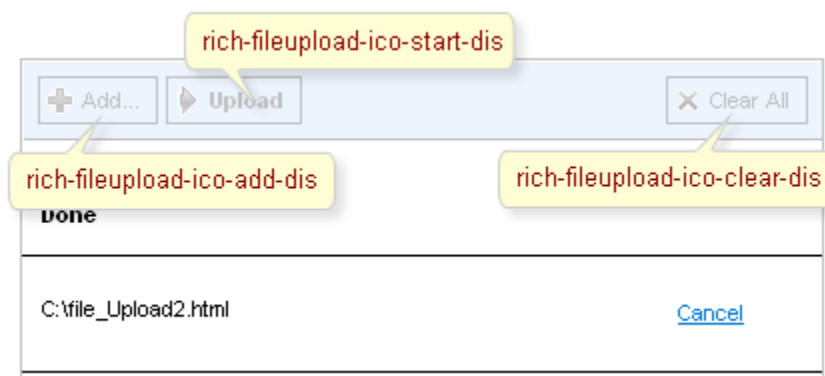 rich-fileupload-ico-start-dis
Add... Upload Clear All
rich-fileupload-ico-add-dis rich-fileupload-ico-clear-dis
Done
C:\file_Upload2.html Cancel